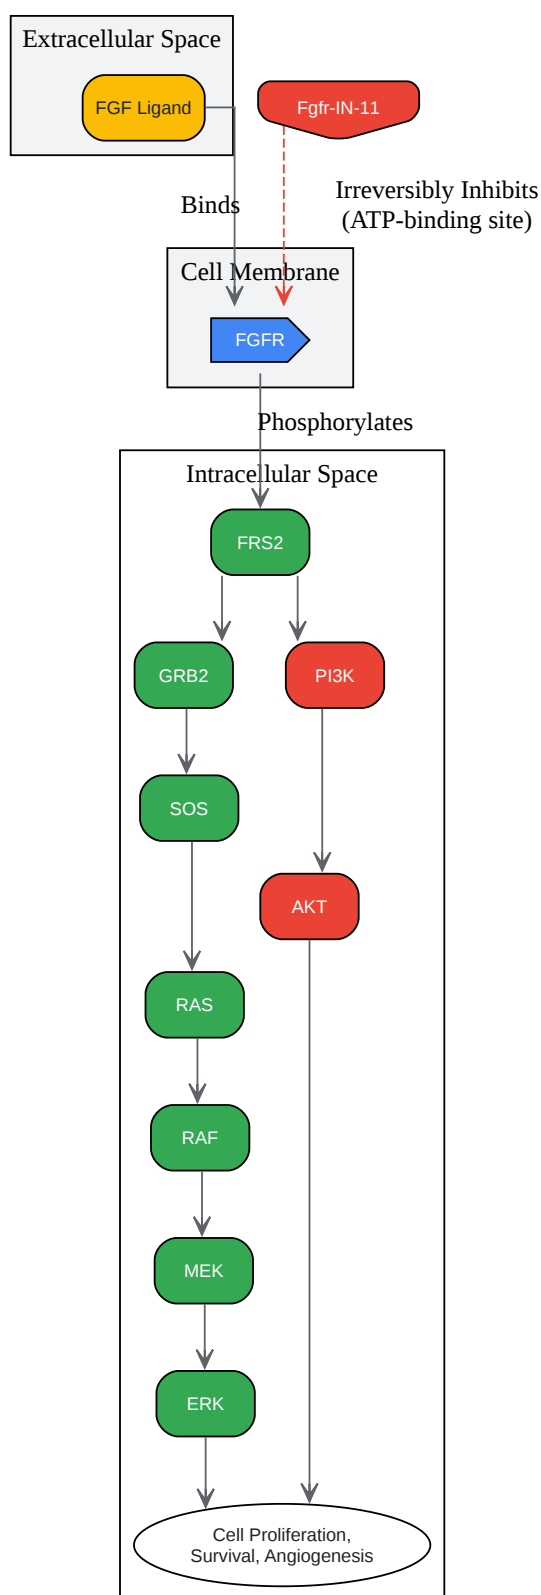 Extracellular Space
FGF Ligand
Fgfr-IN-11
Binds
Irreversibly Inhibits
(ATP-binding site)
Cell Membrane
FGFR
Phosphorylates
Intracellular Space
FRS2
GRB2
PI3K
SOS
AKT
RAS
RAF
MEK
ERK
Cell Proliferation,
Survival, Angiogenesis